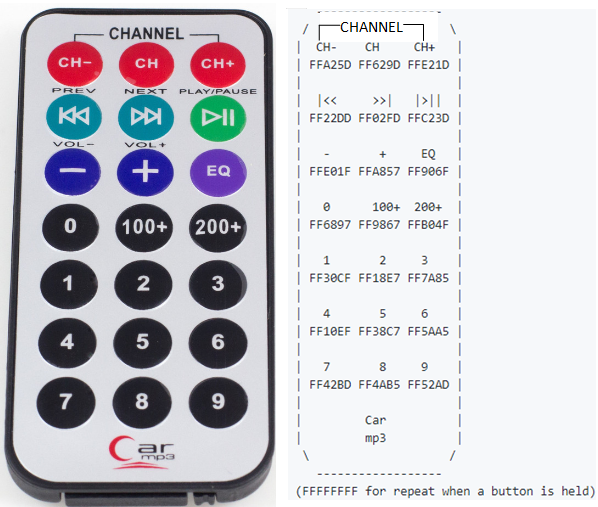 CHANNEL
CH− CH CH+
PREV NEXT PLAY/PAUSE
VOL− VOL+
− + EQ
0 100+ 200+
1 2 3
4 5 6
7 8 9
Car
mp3
CHANNEL
CH- CH CH+
FFA25D FF629D FFE21D
|<< >>| |>||
FF22DD FF02FD FFC23D
- + EQ
FFE01F FFA857 FF906F
0 100+ 200+
FF6897 FF9867 FFB04F
1 2 3
FF30CF FF18E7 FF7A85
4 5 6
FF10EF FF38C7 FF5AA5
7 8 9
FF42BD FF4AB5 FF52AD
Car
mp3
(FFFFFFFF for repeat when a button is held)